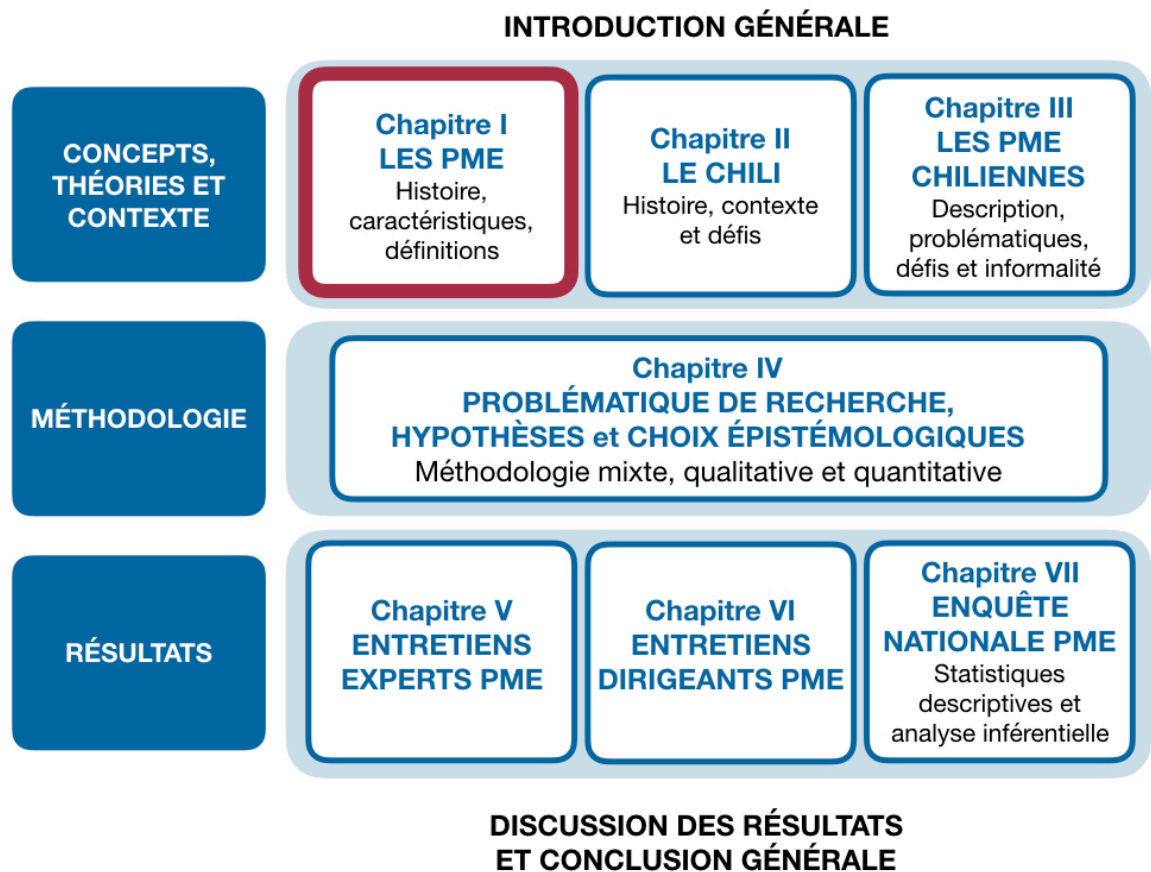 INTRODUCTION GÉNÉRALE
CONCEPTS,
THÉORIES ET
CONTEXTE
Chapitre I
LES PME
Histoire,
caractéristiques,
définitions
Chapitre II
LE CHILI
Histoire, contexte
et défis
Chapitre III
LES PME
CHILIENNES
Description,
problématiques,
défis et informalité
MÉTHODOLOGIE
Chapitre IV
PROBLÉMATIQUE DE RECHERCHE,
HYPOTHÈSES et CHOIX ÉPISTÉMOLOGIQUES
Méthodologie mixte, qualitative et quantitative
RÉSULTATS
Chapitre V
ENTRETIENS
EXPERTS PME
Chapitre VI
ENTRETIENS
DIRIGEANTS PME
Chapitre VII
ENQUÊTE
NATIONALE PME
Statistiques
descriptives et
analyse inférentielle
DISCUSSION DES RÉSULTATS
ET CONCLUSION GÉNÉRALE